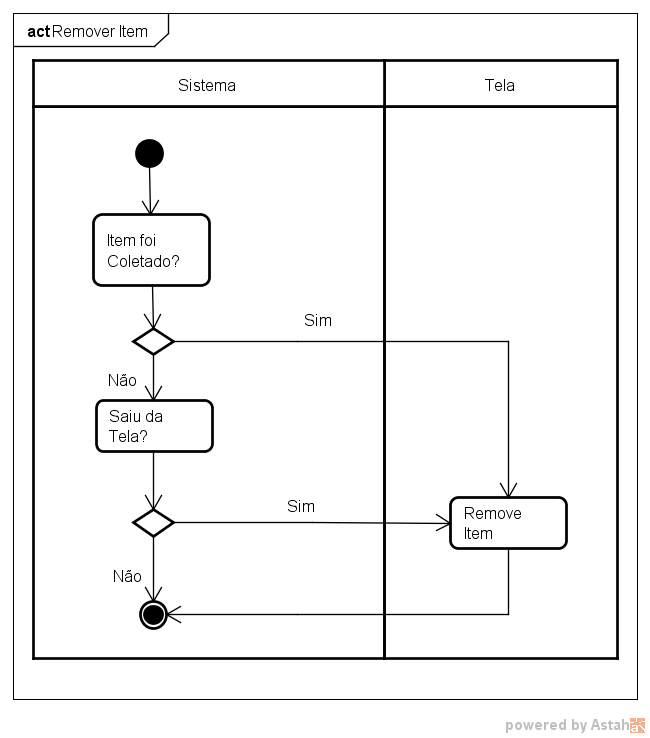 act Remover Item
Sistema
Tela
Item foi
Coletado?
Sim
Não
Saiu da
Tela?
Sim
Remove
Item
Não
powered by Astah